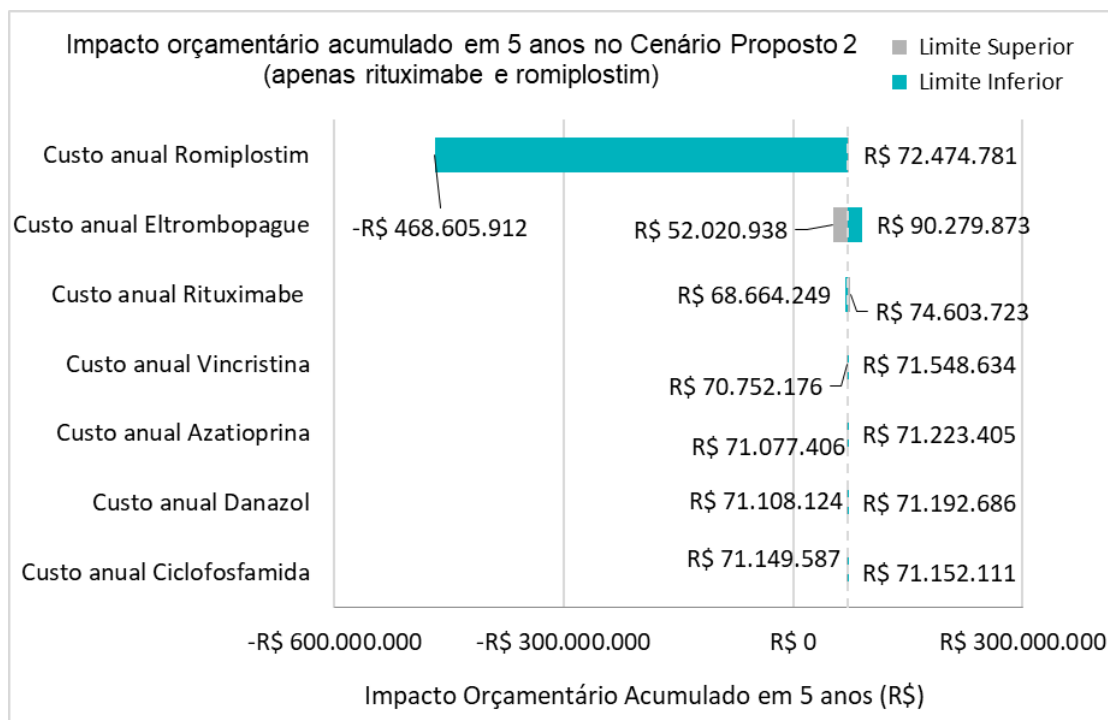 Impacto orçamentário acumulado em 5 anos no Cenário Proposto 2
(apenas rituximabe e romiplostim)
Limite Superior
Limite Inferior
Custo anual Romiplostim
R$ 72.474.781
-R$ 468.605.912
Custo anual Eltrombopague
R$ 52.020.938
R$ 90.279.873
Custo anual Rituximabe
R$ 68.664.249
R$ 74.603.723
Custo anual Vincristina
R$ 70.752.176
R$ 71.548.634
Custo anual Azatioprina
R$ 71.077.406
R$ 71.223.405
Custo anual Danazol
R$ 71.108.124
R$ 71.192.686
Custo anual Ciclofosfamida
R$ 71.149.587
R$ 71.152.111
-R$ 600.000.000
-R$ 300.000.000
R$ 0
R$ 300.000.000
Impacto Orçamentário Acumulado em 5 anos (R$)